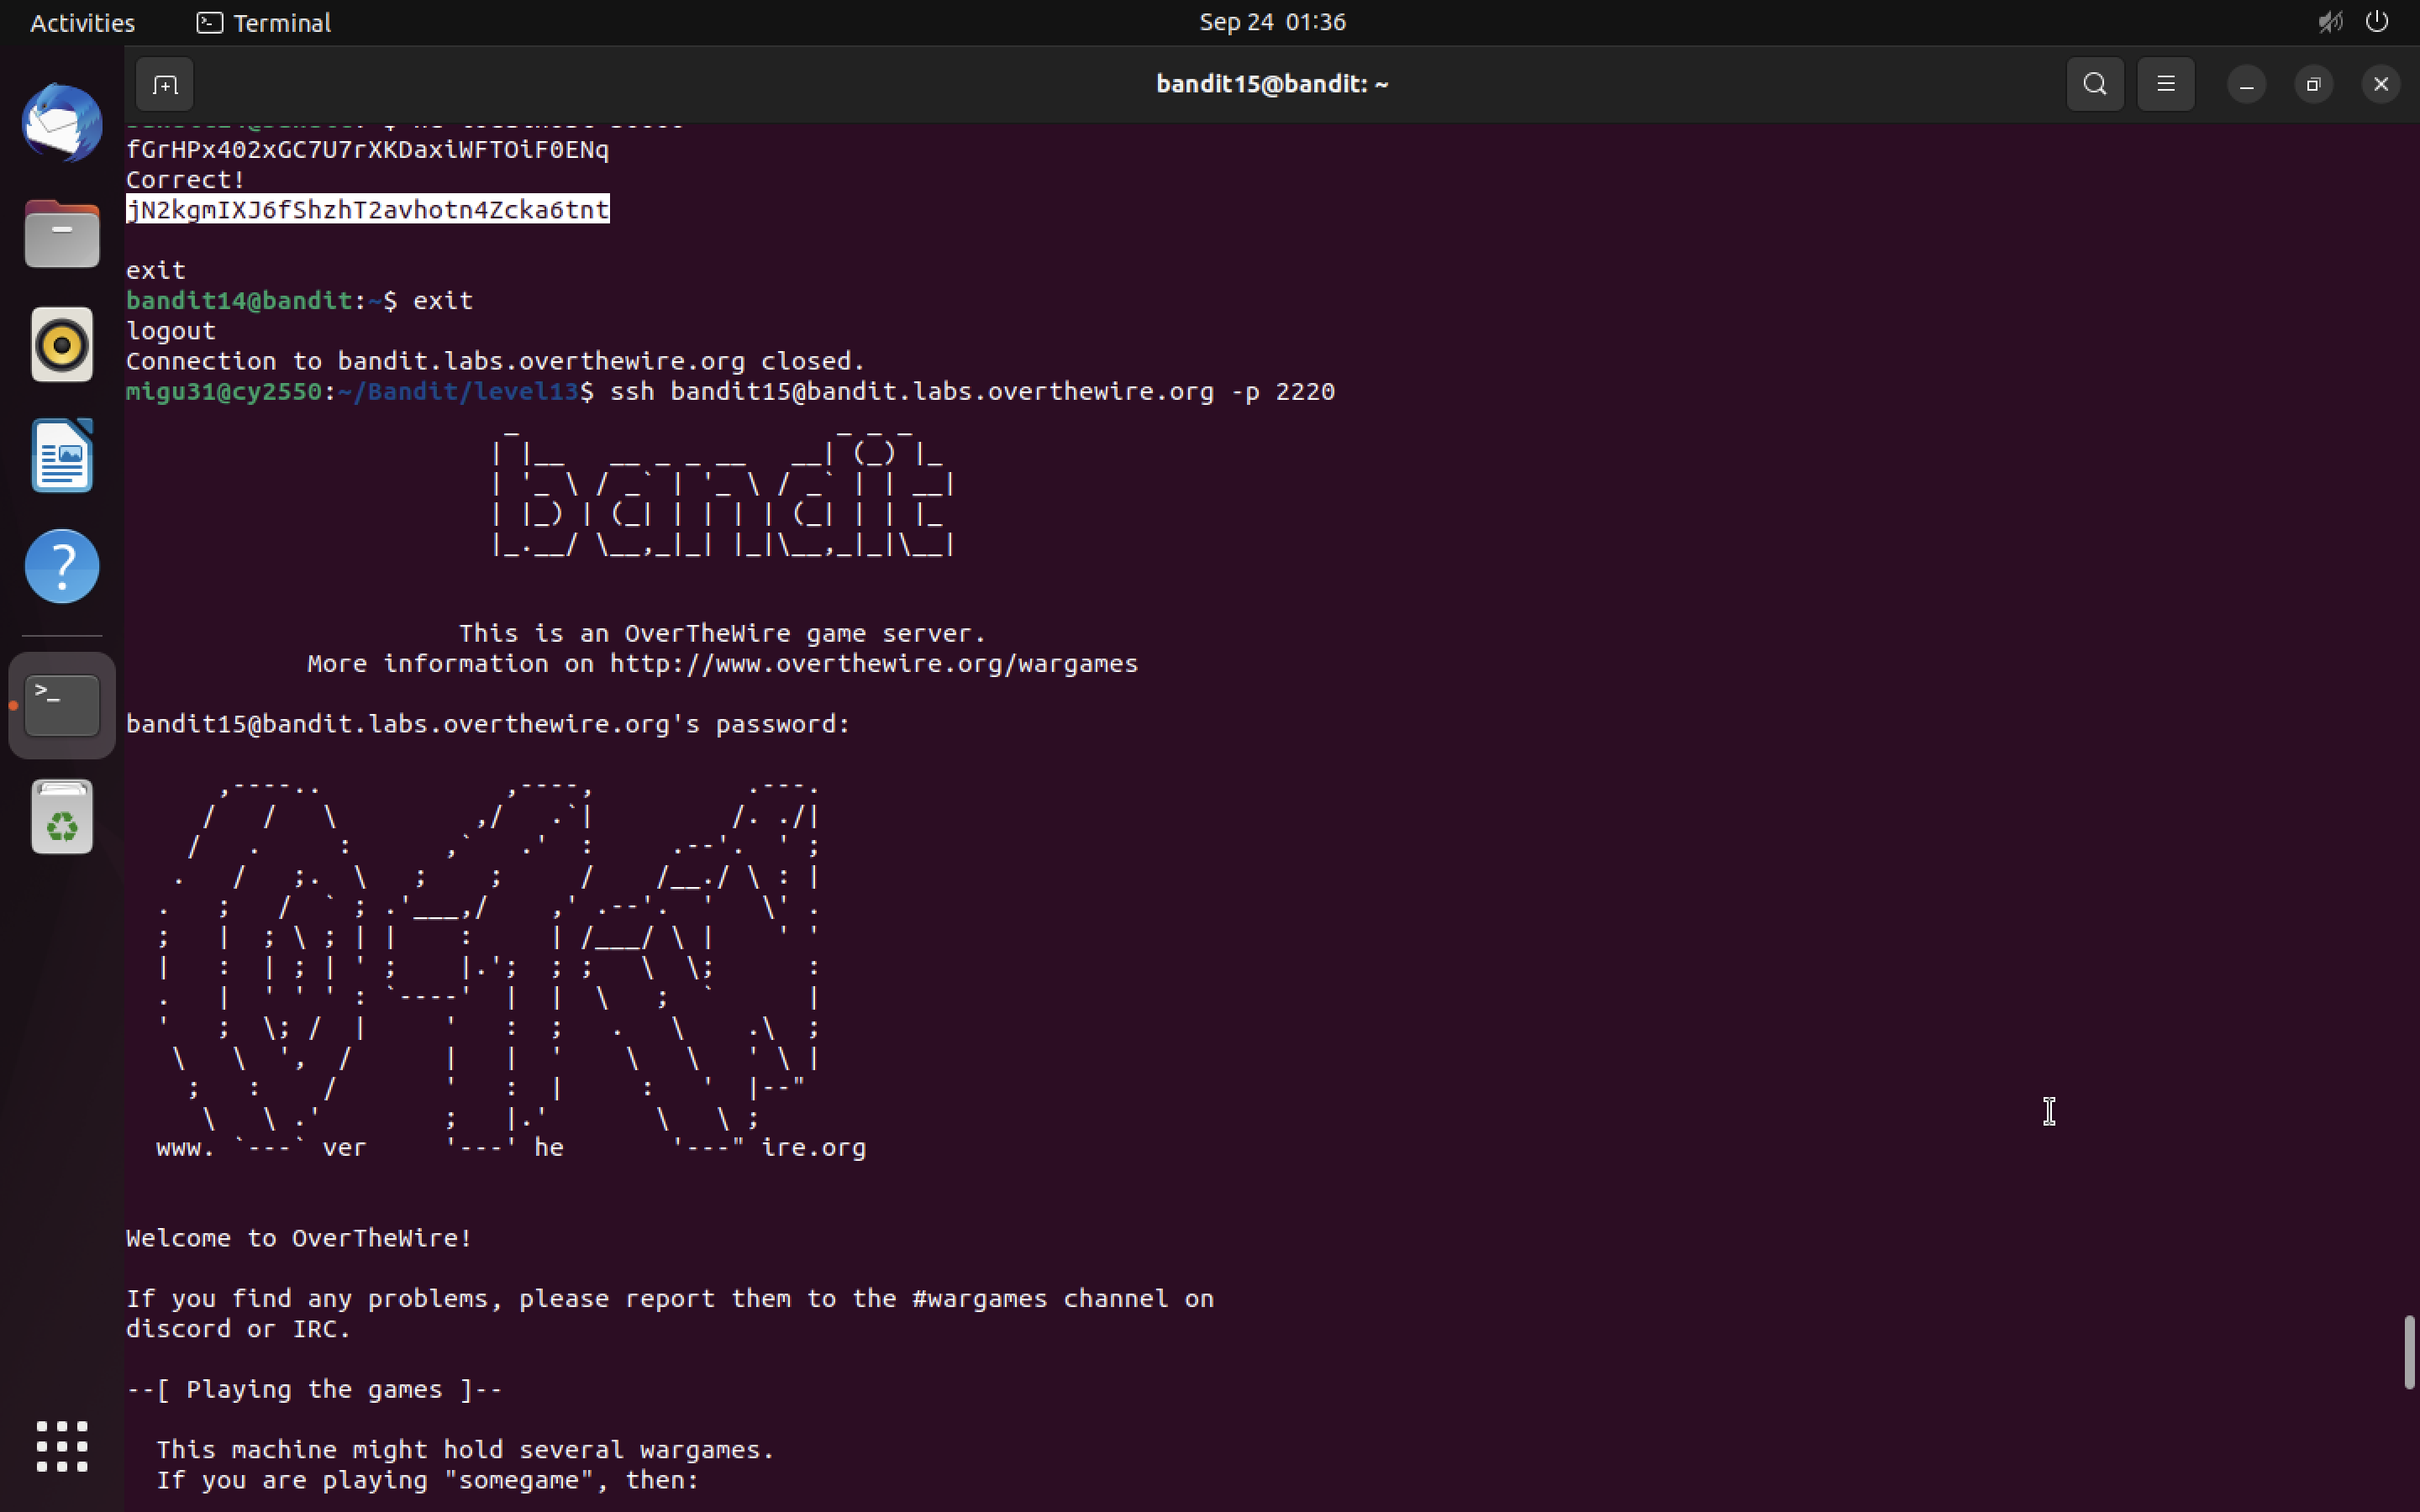 Activities Terminal Sep 24 01:36
bandit15@bandit: ~
fGrHPx402xGC7U7rXKDaxiWFTOiF0ENq
Correct!
jN2kgmIXJ6fShzhT2avhotn4Zcka6tnt
exit
bandit14@bandit:~$ exit
logout
Connection to bandit.labs.overthewire.org closed.
migu31@cy2550:~/Bandit/level13$ ssh bandit15@bandit.labs.overthewire.org -p 2220
bandit
This is an OverTheWire game server.
More information on http://www.overthewire.org/wargames
bandit15@bandit.labs.overthewire.org's password:
www. ver he ire.org
Welcome to OverTheWire!
If you find any problems, please report them to the #wargames channel on
discord or IRC.
--[ Playing the games ]--
This machine might hold several wargames.
If you are playing "somegame", then: